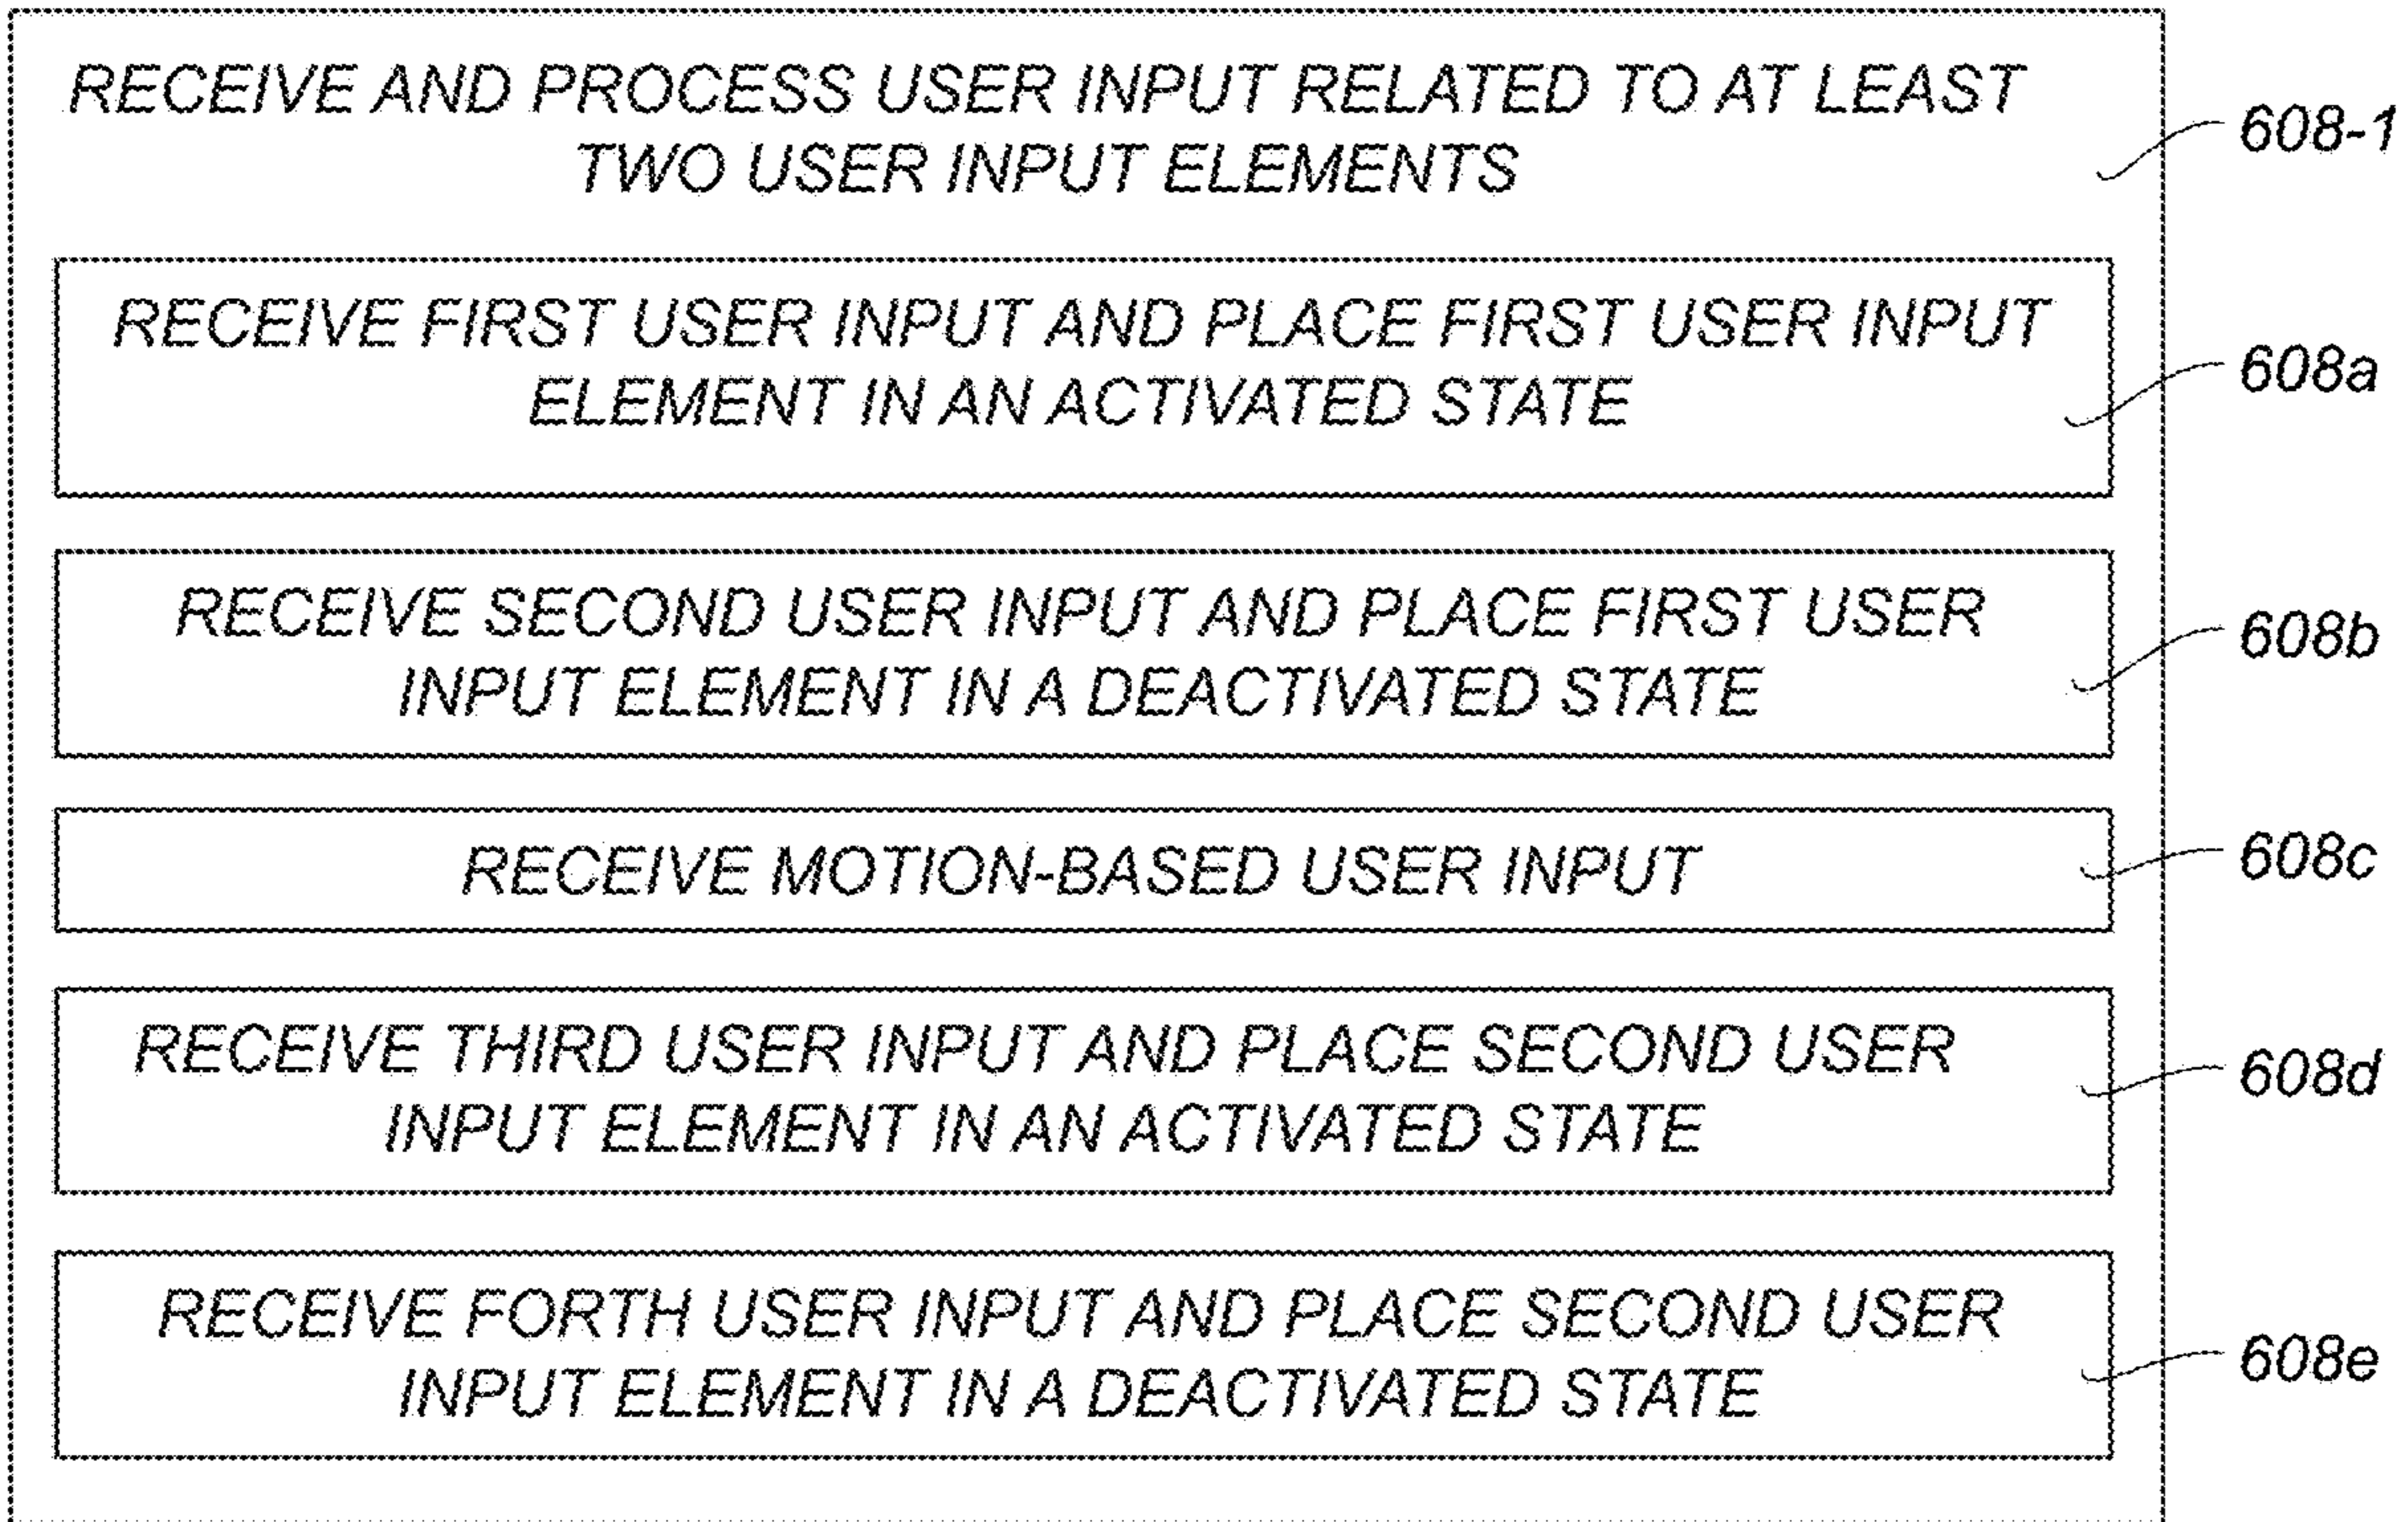 RECEIVE AND PROCESS USER INPUT RELATED TO AT LEAST
TWO USER INPUT ELEMENTS
608-1
RECEIVE FIRST USER INPUT AND PLACE FIRST USER INPUT
ELEMENT IN AN ACTIVATED STATE
608a
RECEIVE SECOND USER INPUT AND PLACE FIRST USER
INPUT ELEMENT IN A DEACTIVATED STATE
608b
RECEIVE MOTION-BASED USER INPUT
608c
RECEIVE THIRD USER INPUT AND PLACE SECOND USER
INPUT ELEMENT IN AN ACTIVATED STATE
608d
RECEIVE FORTH USER INPUT AND PLACE SECOND USER
INPUT ELEMENT IN A DEACTIVATED STATE
608e